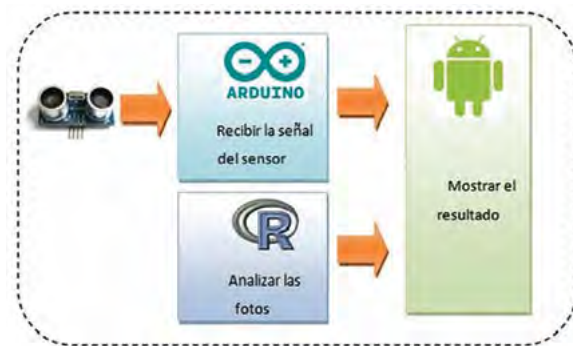 ARDUINO
Recibir la señal
del sensor
R
Analizar las
fotos
Mostrar el
resultado